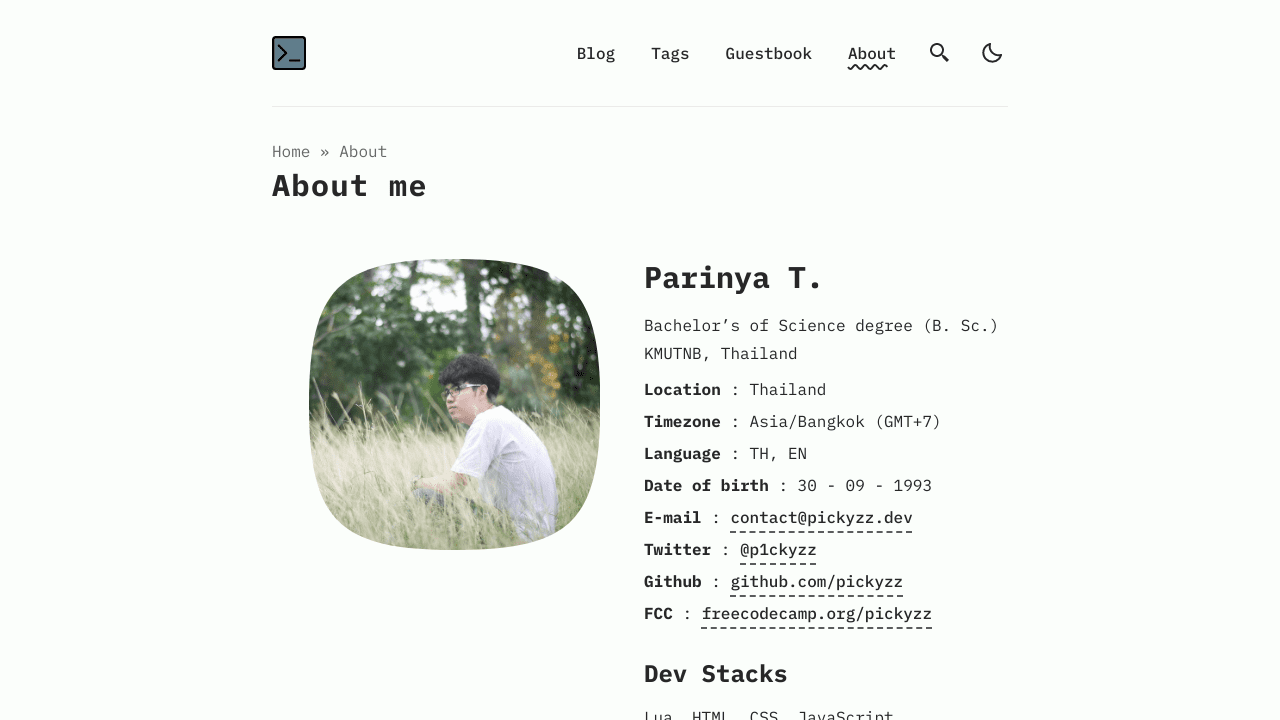 Blog Tags Guestbook About
Home » About
About me
Parinya T.
Bachelor’s of Science degree (B. Sc.)
KMUTNB, Thailand
Location : Thailand
Timezone : Asia/Bangkok (GMT+7)
Language : TH, EN
Date of birth : 30 - 09 - 1993
E-mail : contact@pickyzz.dev
Twitter : @p1ckyzz
Github : github.com/pickyzz
FCC : freecodecamp.org/pickyzz
Dev Stacks
Lua, HTML, CSS, JavaScript